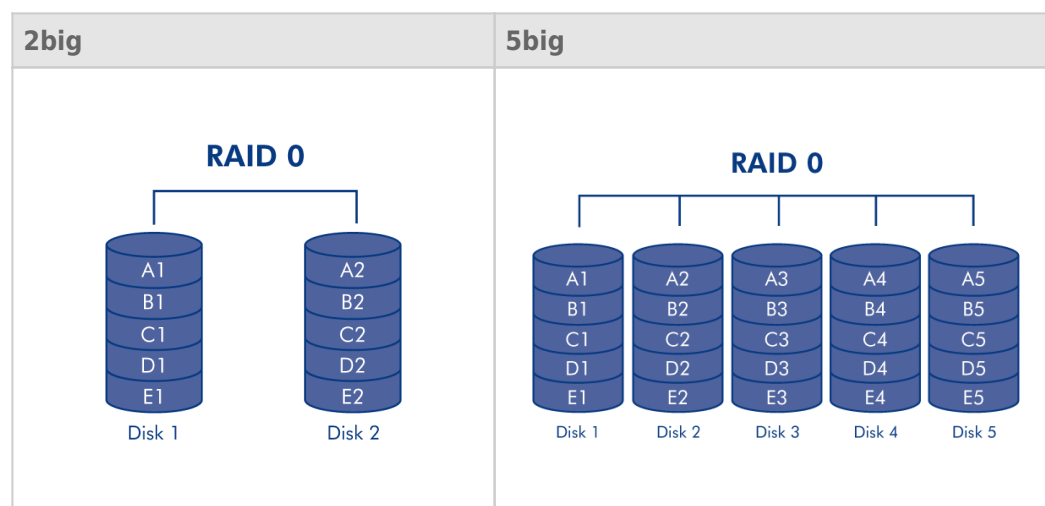 2big
5big
RAID 0
A1 A2
B1 B2
C1 C2
D1 D2
E1 E2
Disk 1 Disk 2
RAID 0
A1 A2 A3 A4 A5
B1 B2 B3 B4 B5
C1 C2 C3 C4 C5
D1 D2 D3 D4 D5
E1 E2 E3 E4 E5
Disk 1 Disk 2 Disk 3 Disk 4 Disk 5